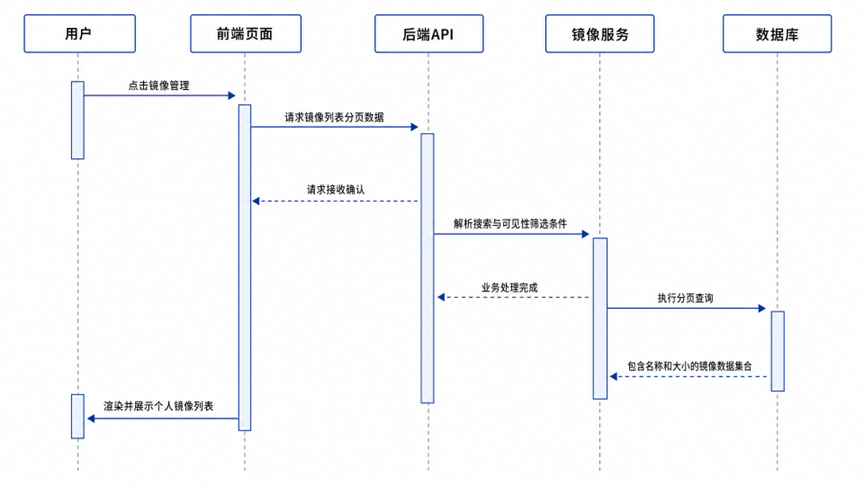 用户
前端页面
后端API
镜像服务
数据库
点击镜像管理
请求镜像列表分页数据
请求接收确认
解析搜索与可见性筛选条件
业务处理完成
执行分页查询
包含名称和大小的镜像数据集合
渲染并展示个人镜像列表